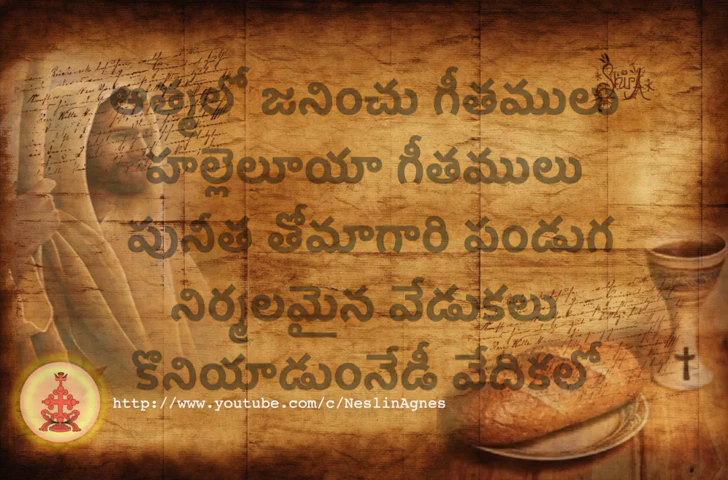 ఆత్మలో జనించు గీతములు
హల్లెలూయా గీతములు
పునీత తోమాగారి పండుగ
నిర్మలమైన వేడుకలు
కొనియాడుంనేడీ వేదికలో
http://www.youtube.com/c/NeslinAgnes